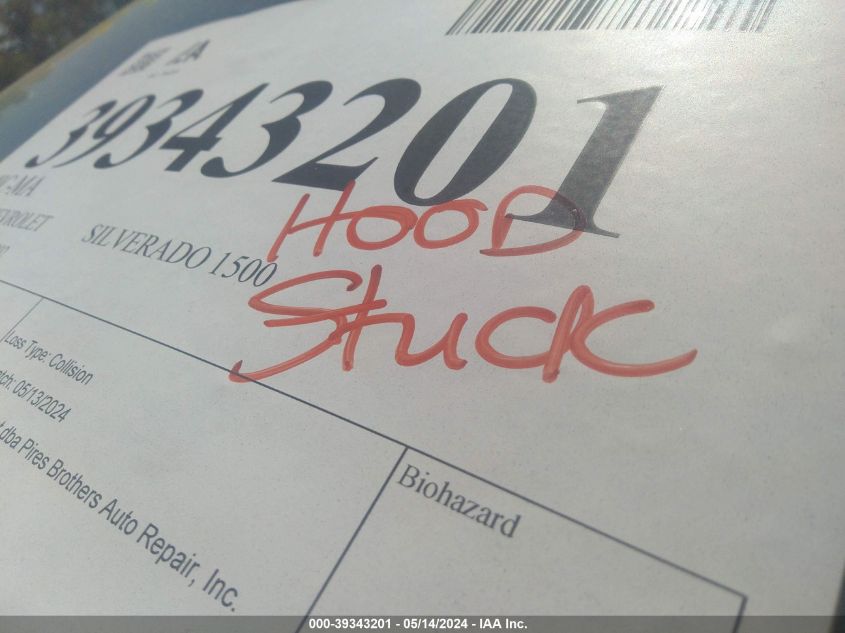 39343201
SILVERADO 1500
HOOD
Stuck
Loss Type: Collision
05/13/2024
dba Pires Brothers Auto Repair, Inc.
Biohazard
000-39343201 - 05/14/2024 - IAA Inc.